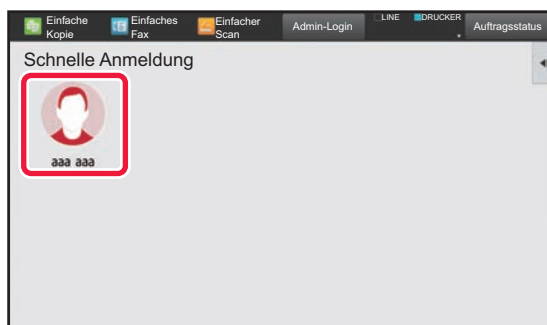 Einfache
Kopie
Einfaches
Fax
Einfacher
Scan
Admin-Login
LINE
DRUCKER
Auftragsstatus
Schnelle Anmeldung
aaa aaa